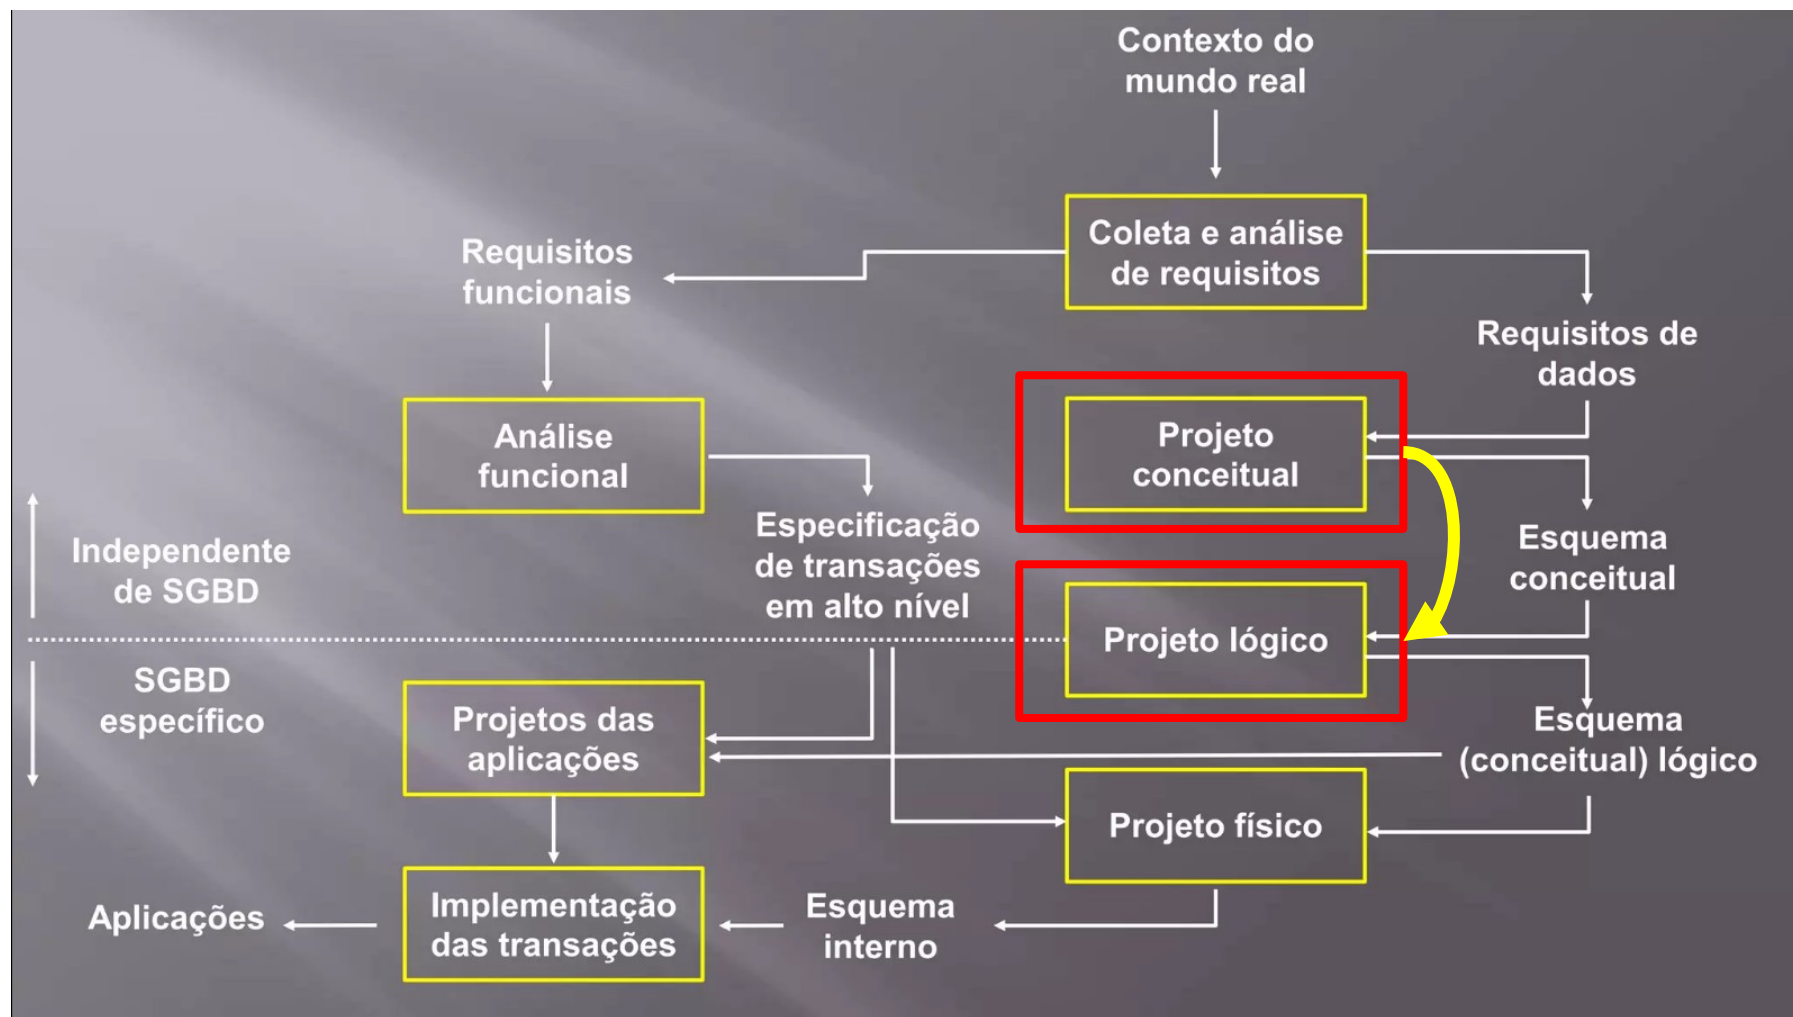 Contexto do
mundo real
Coleta e análise
de requisitos
Requisitos
funcionais
Requisitos de
dados
Análise
funcional
Projeto
conceitual
Especificação
de transações
em alto nível
Esquema
conceitual
Independente
de SGBD
Projeto lógico
SGBD
específico
Projetos das
aplicações
Esquema
(conceitual) lógico
Projeto físico
Aplicações
Implementação
das transações
Esquema
interno